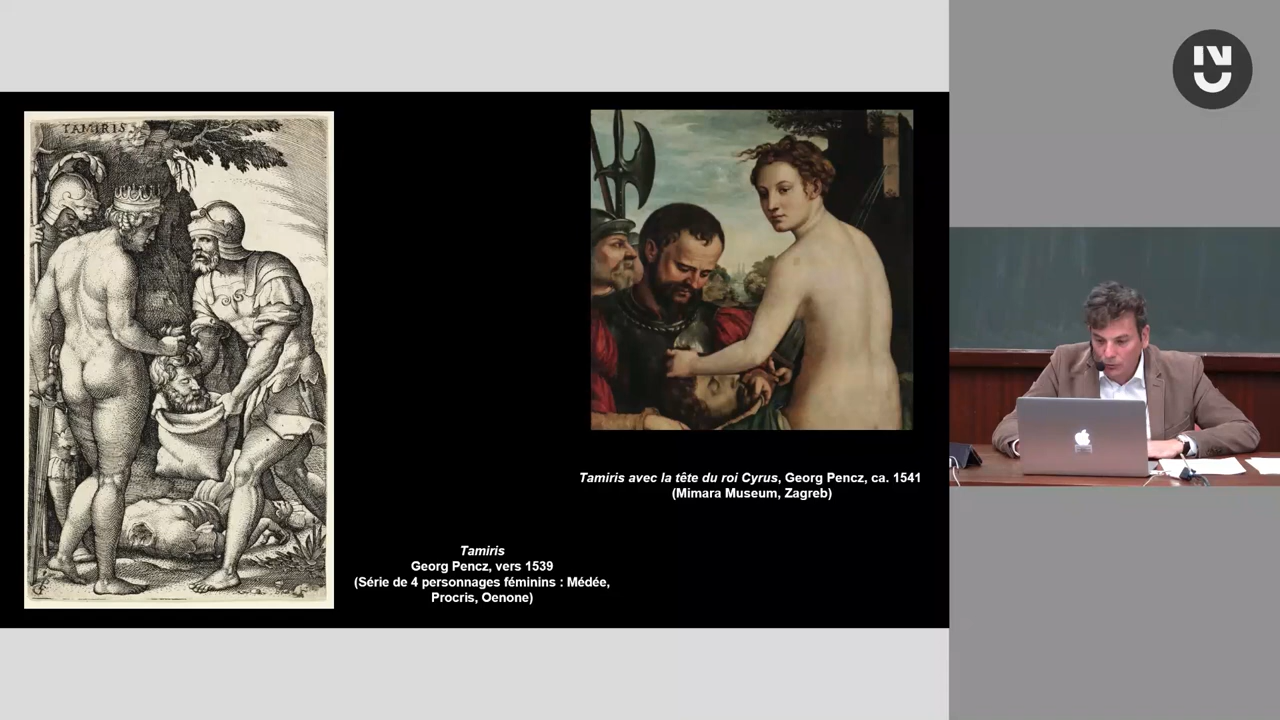 TAMIRIS
Tamiris avec la tête du roi Cyrus, Georg Pencz, ca. 1541
(Mimara Museum, Zagreb)
Tamiris
Georg Pencz, vers 1539
(Série de 4 personnages féminins : Médée,
Procris, Oenone)